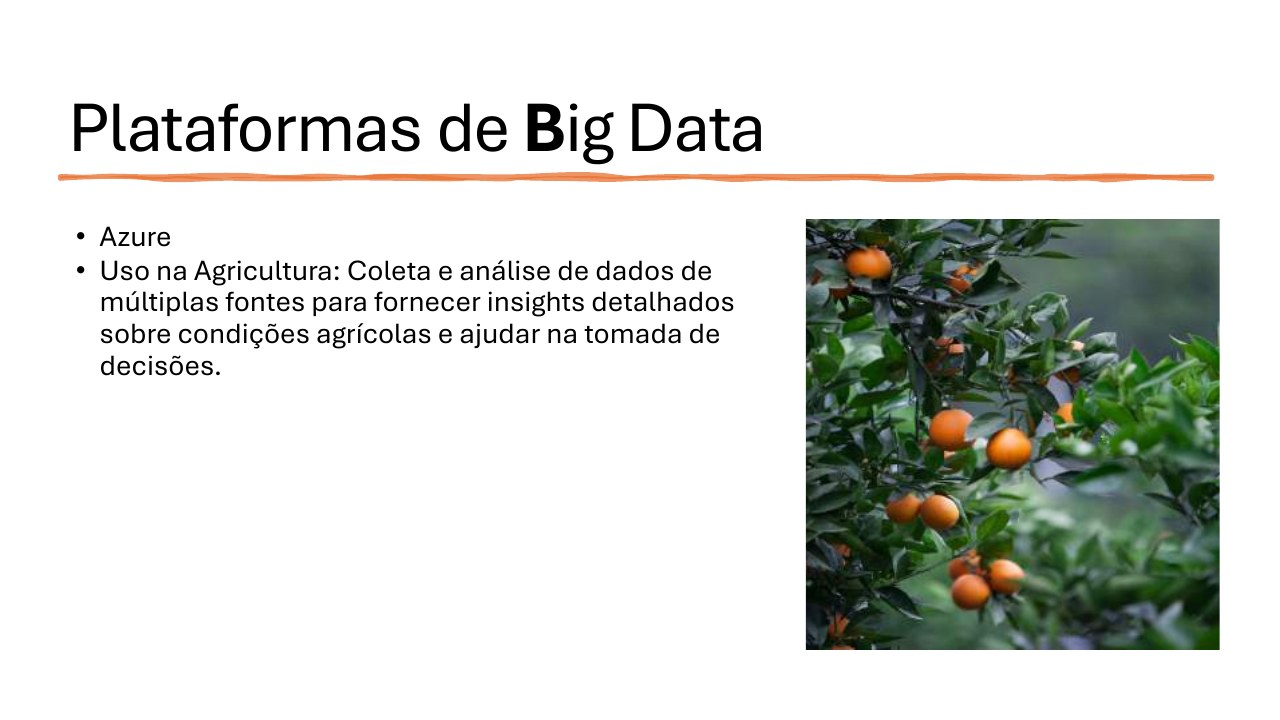 Plataformas de Big Data
• Azure
• Uso na Agricultura: Coleta e análise de dados de
múltiplas fontes para fornecer insights detalhados
sobre condições agrícolas e ajudar na tomada de
decisões.